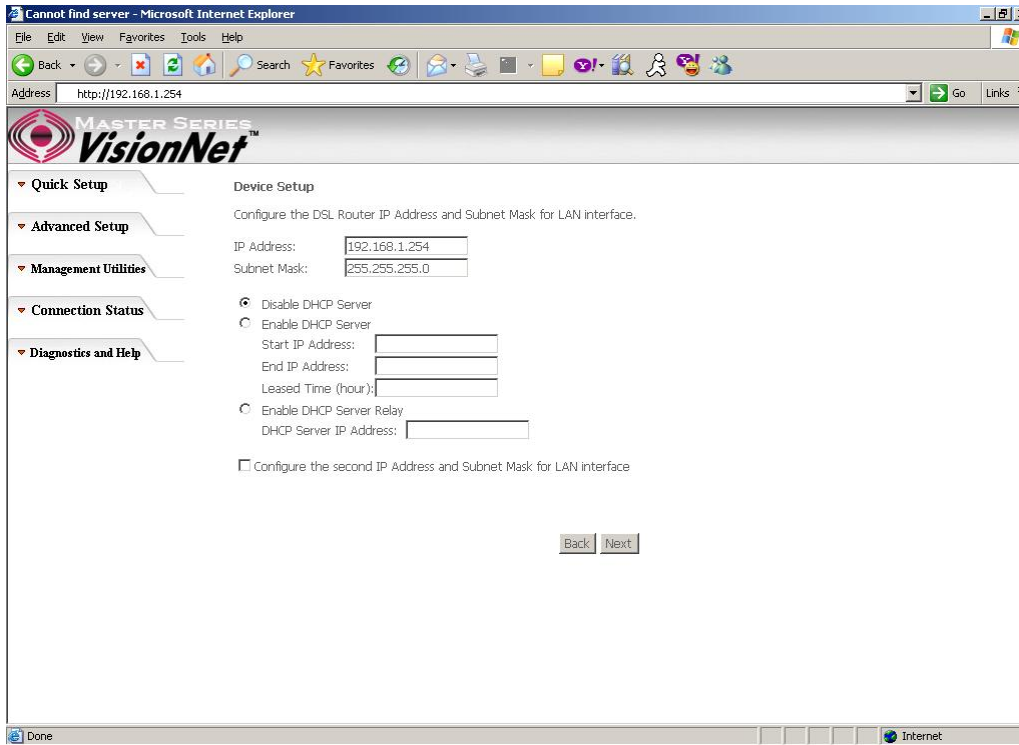 Cannot find server - Microsoft Internet Explorer
File Edit View Favorites Tools Help
Back Search Favorites
Address http://192.168.1.254 Go Links
MASTER SERIES
VisionNet™
Quick Setup
Advanced Setup
Management Utilities
Connection Status
Diagnostics and Help
Device Setup
Configure the DSL Router IP Address and Subnet Mask for LAN interface.
IP Address: 192.168.1.254
Subnet Mask: 255.255.255.0
Disable DHCP Server
Enable DHCP Server
Start IP Address:
End IP Address:
Leased Time (hour):
Enable DHCP Server Relay
DHCP Server IP Address:
Configure the second IP Address and Subnet Mask for LAN interface
Back Next
Done Internet